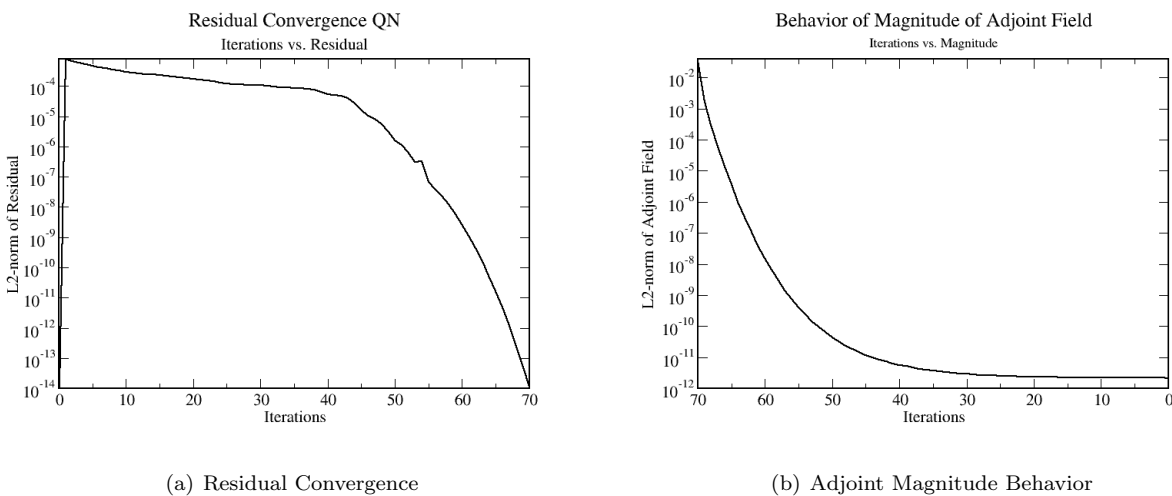 Residual Convergence QN
Iterations vs. Residual
L2-norm of Residual
10^-4
10^-5
10^-6
10^-7
10^-8
10^-9
10^-10
10^-11
10^-12
10^-13
10^-14
0 10 20 30 40 50 60 70
Iterations
(a) Residual Convergence
Behavior of Magnitude of Adjoint Field
Iterations vs. Magnitude
L2-norm of Adjoint Field
10^-2
10^-3
10^-4
10^-5
10^-6
10^-7
10^-8
10^-9
10^-10
10^-11
10^-12
70 60 50 40 30 20 10 0
Iterations
(b) Adjoint Magnitude Behavior